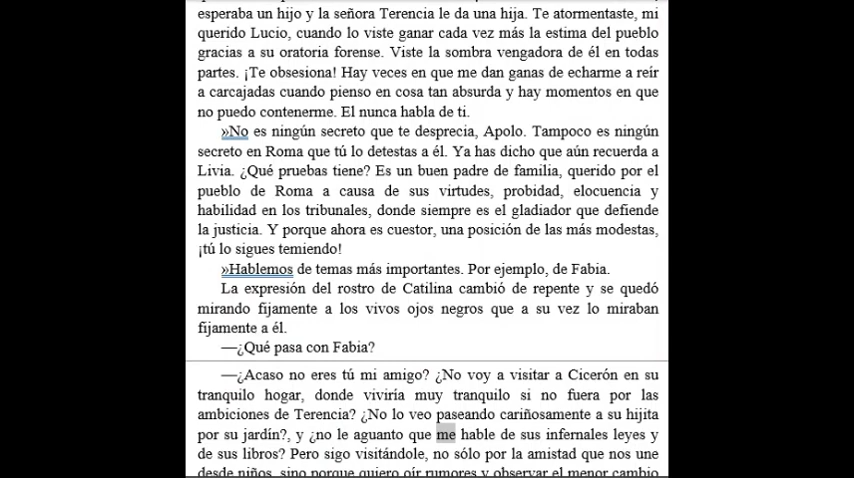 esperaba un hijo y la señora Terencia le da una hija. Te atormentaste, mi
querido Lucio, cuando lo viste ganar cada vez más la estima del pueblo
gracias a su oratoria forense. Viste la sombra vengadora de él en todas
partes. ¡Te obsesiona! Hay veces en que me dan ganas de echarme a reír
a carcajadas cuando pienso en cosa tan absurda y hay momentos en que
no puedo contenerme. El nunca habla de ti.
»No es ningún secreto que te desprecia, Apolo. Tampoco es ningún
secreto en Roma que tú lo detestas a él. Ya has dicho que aún recuerda a
Livia. ¿Qué pruebas tiene? Es un buen padre de familia, querido por el
pueblo de Roma a causa de sus virtudes, probidad, elocuencia y
habilidad en los tribunales, donde siempre es el gladiador que defiende
la justicia. Y porque ahora es cuestor, una posición de las más modestas,
¡tú lo sigues temiendo!
»Hablemos de temas más importantes. Por ejemplo, de Fabia.
La expresión del rostro de Catilina cambió de repente y se quedó
mirando fijamente a los vivos ojos negros que a su vez lo miraban
fijamente a él.
—¿Qué pasa con Fabia?
—¿Acaso no eres tú mi amigo? ¿No voy a visitar a Cicerón en su
tranquilo hogar, donde viviría muy tranquilo si no fuera por las
ambiciones de Terencia? ¿No lo veo paseando cariñosamente a su hijita
por su jardín?, y ¿no le aguanto que me hable de sus infernales leyes y
de sus libros? Pero sigo visitándole, no sólo por la amistad que nos une
desde niños, sino porque quiero oír rumores y observar el menor cambio